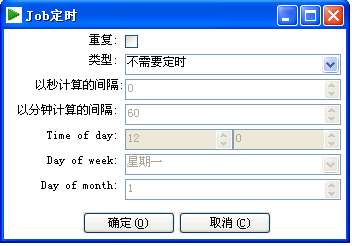 Job定时
重复:
类型: 不需要定时
以秒计算的间隔: 0
以分钟计算的间隔: 60
Time of day: 12 0
Day of week: 星期一
Day of month: 1
确定(O) 取消(C)